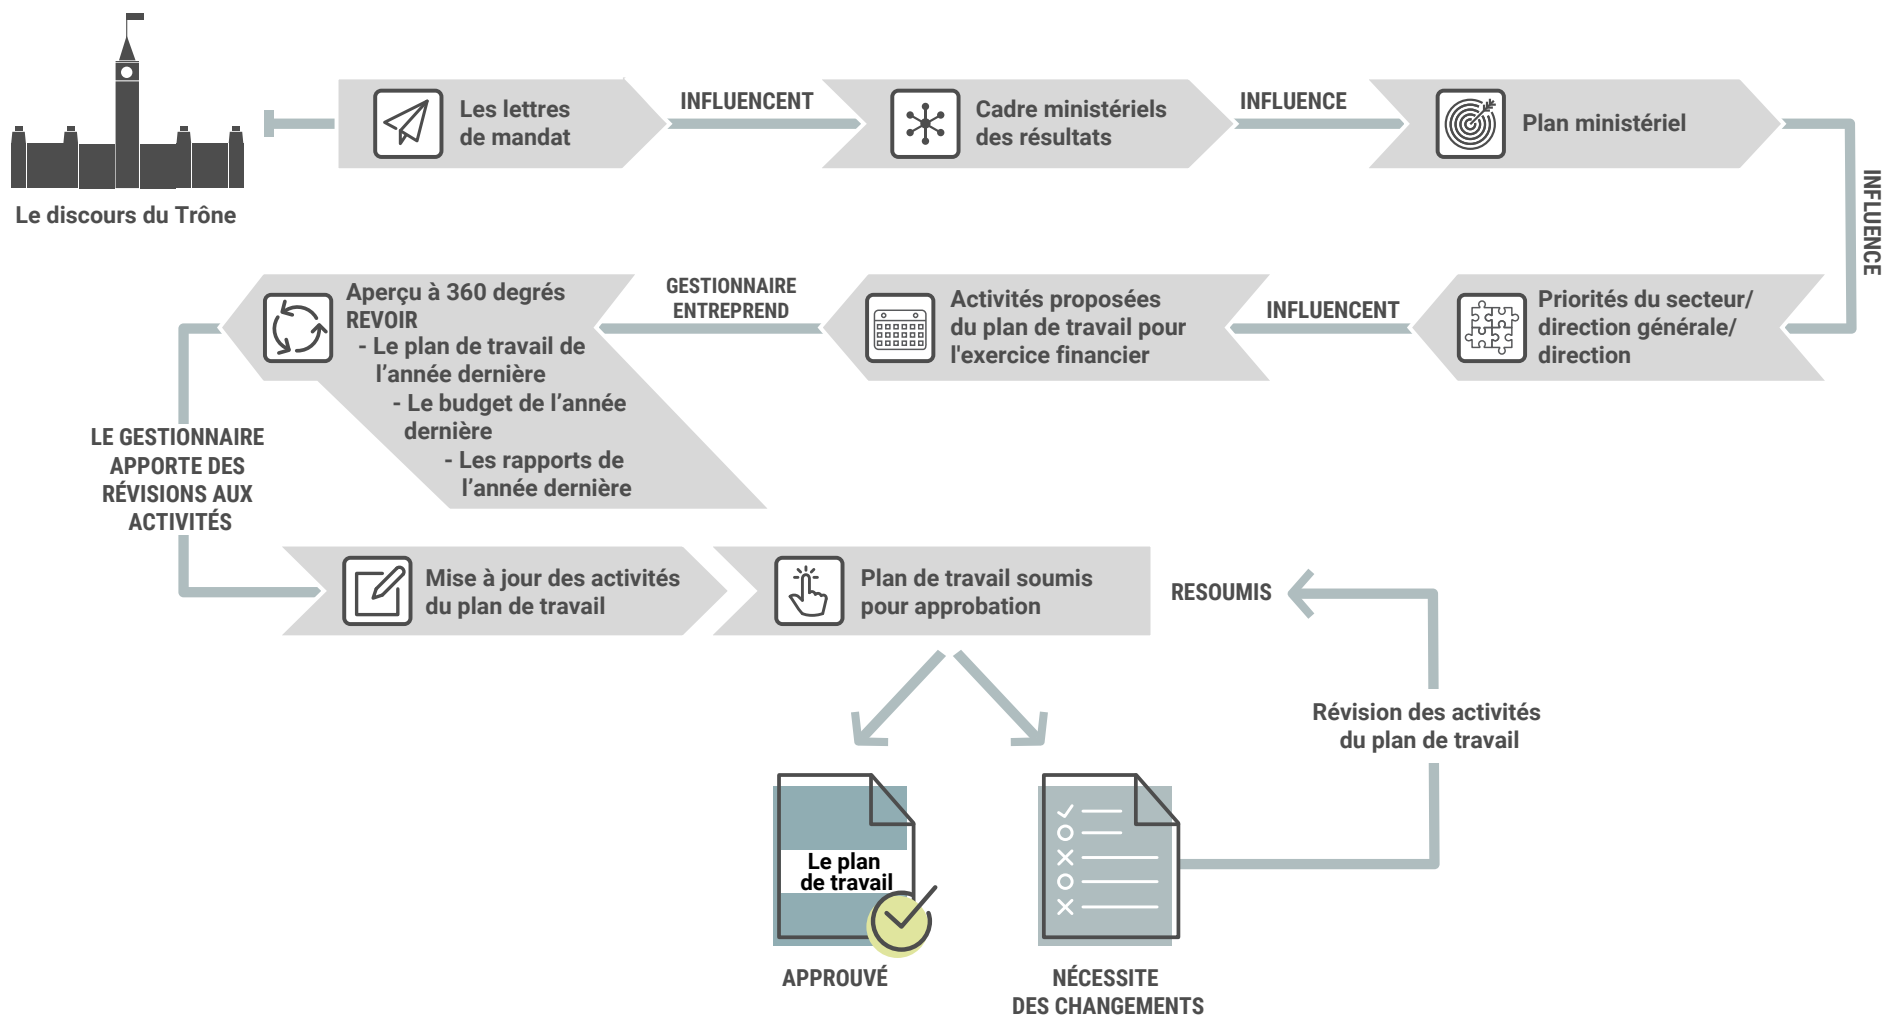 Le discours du Trône
Les lettres
de mandat
INFLUENCENT
Cadre ministériels
des résultats
INFLUENCE
Plan ministériel
INFLUENCE
Priorités du secteur/
direction générale/
direction
INFLUENCENT
Activités proposées
du plan de travail pour
l'exercice financier
GESTIONNAIRE
ENTREPREND
Aperçu à 360 degrés
REVOIR
- Le plan de travail de
l’année dernière
- Le budget de l’année
dernière
- Les rapports de
l’année dernière
LE GESTIONNAIRE
APPORTE DES
RÉVISIONS AUX
ACTIVITÉS
Mise à jour des activités
du plan de travail
Plan de travail soumis
pour approbation
RESOUMIS
Révision des activités
du plan de travail
Le plan
de travail
APPROUVÉ
NÉCESSITE
DES CHANGEMENTS